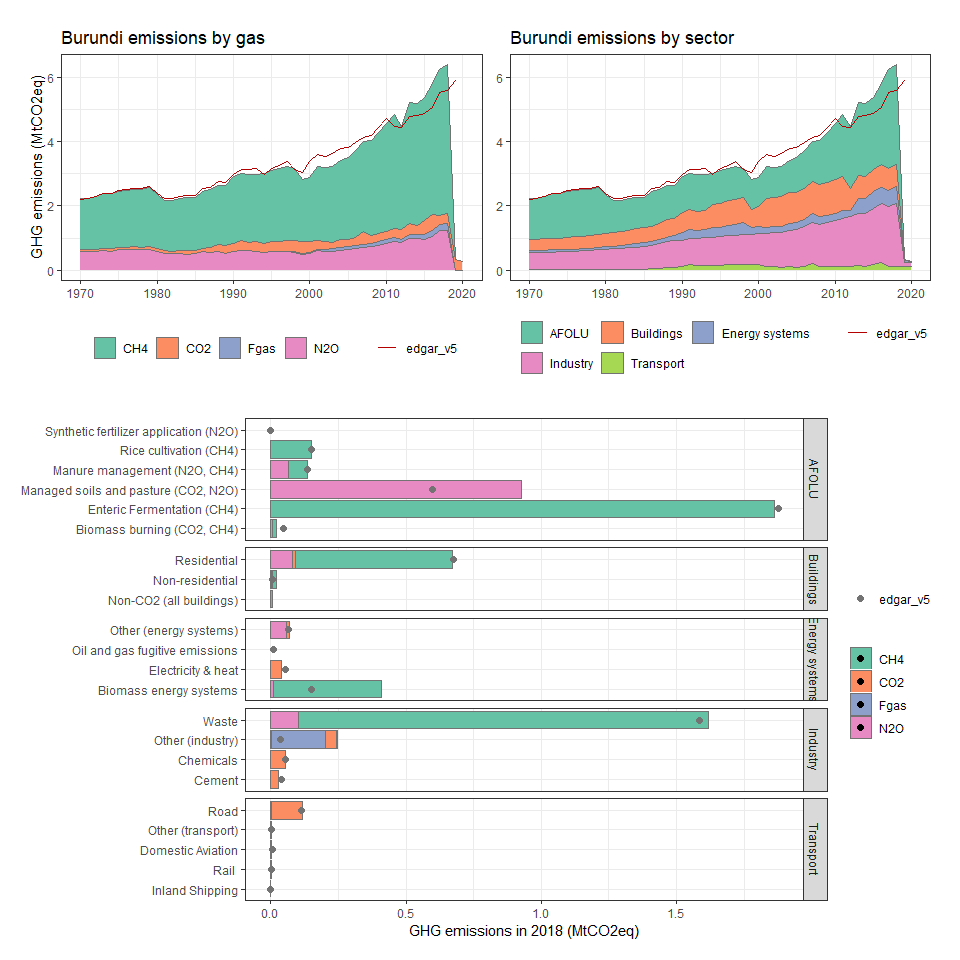 Burundi emissions by gas
GHG emissions (MtCO2eq)
6
4
2
0
1970 1980 1990 2000 2010 2020
CH4 CO2 Fgas N2O edgar_v5
Burundi emissions by sector
6
4
2
0
1970 1980 1990 2000 2010 2020
AFOLU Buildings Energy systems edgar_v5
Industry Transport
Synthetic fertilizer application (N2O)
Rice cultivation (CH4)
Manure management (N2O, CH4)
Managed soils and pasture (CO2, N2O)
Enteric Fermentation (CH4)
Biomass burning (CO2, CH4)
AFOLU
Residential
Non-residential
Non-CO2 (all buildings)
Buildings
Other (energy systems)
Oil and gas fugitive emissions
Electricity & heat
Biomass energy systems
Energy systems
Waste
Other (industry)
Chemicals
Cement
Industry
Road
Other (transport)
Domestic Aviation
Rail
Inland Shipping
Transport
0.0 0.5 1.0 1.5
GHG emissions in 2018 (MtCO2eq)
edgar_v5
CH4
CO2
Fgas
N2O